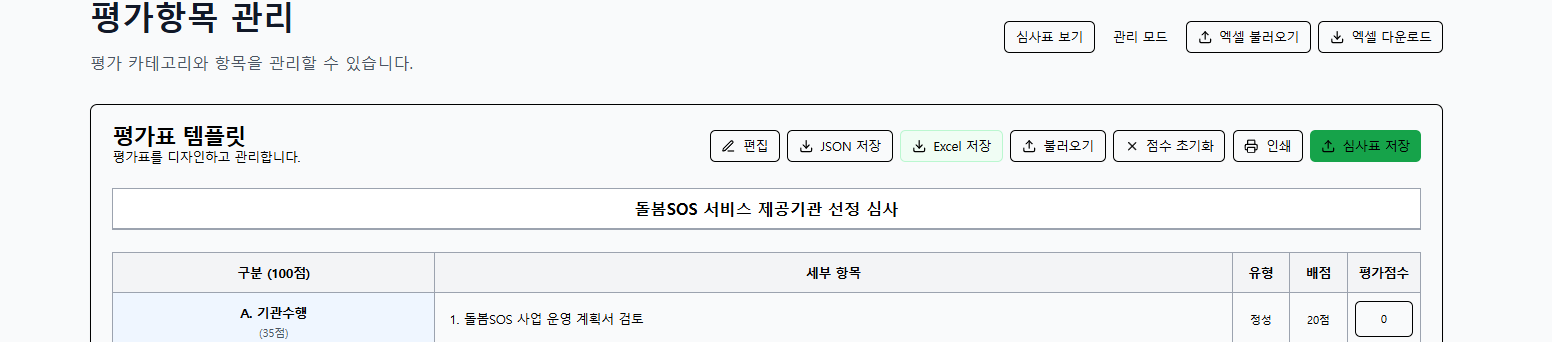 평가항목 관리
평가 카테고리와 항목을 관리할 수 있습니다.
심사표 보기 관리 모드 엑셀 불러오기 엑셀 다운로드
평가표 템플릿
평가표를 디자인하고 관리합니다.
편집 JSON 저장 Excel 저장 불러오기 점수 초기화 인쇄 심사표 저장
돌봄SOS 서비스 제공기관 선정 심사
구분 (100점) 세부 항목 유형 배점 평가점수
A. 기관수행
(35점)
1. 돌봄SOS 사업 운영 계획서 검토 정성 20점 0